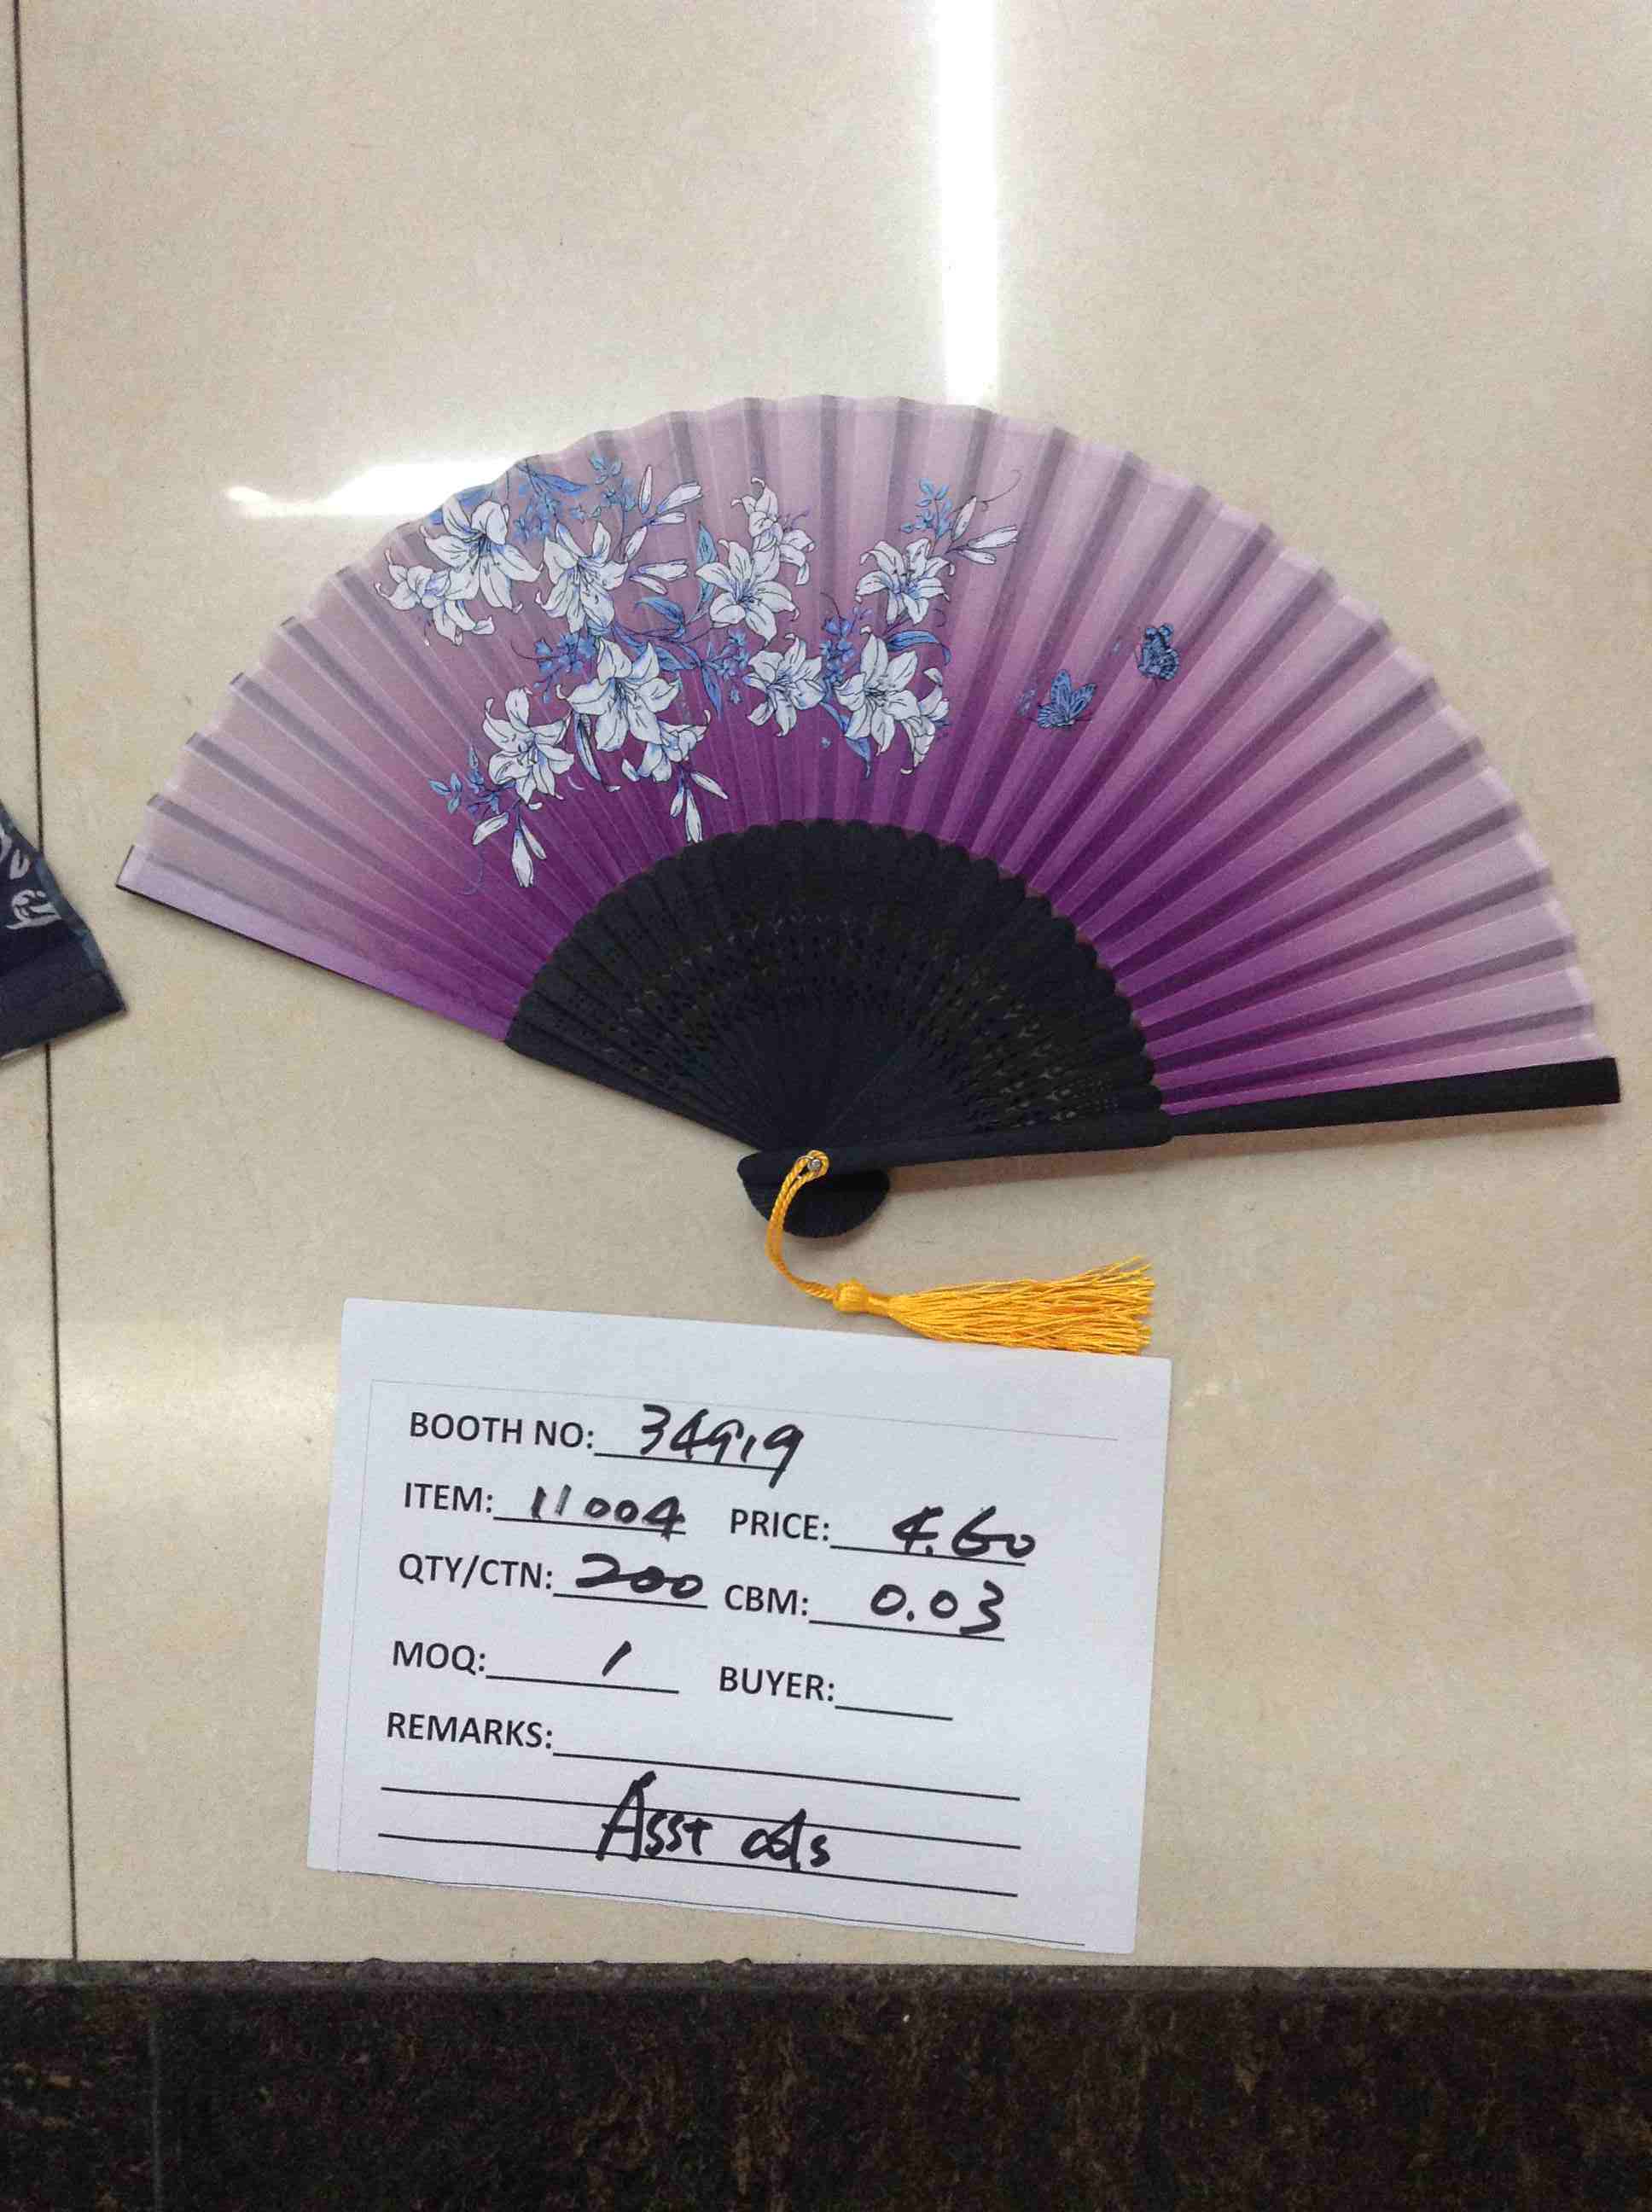 BOOTH NO: 34919
ITEM: 11004 PRICE: 4.60
QTY/CTN: 200 CBM: 0.03
MOQ: 1 BUYER:
REMARKS:
Asst cols